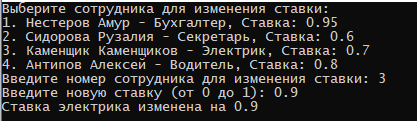 Выберите сотрудника для изменения ставки:
1. Нестеров Амур - Бухгалтер, Ставка: 0.95
2. Сидорова Рузалия - Секретарь, Ставка: 0.6
3. Каменщик Каменщиков - Электрик, Ставка: 0.7
4. Антипов Алексей - Водитель, Ставка: 0.8
Введите номер сотрудника для изменения ставки: 3
Введите новую ставку (от 0 до 1): 0.9
Ставка электрика изменена на 0.9